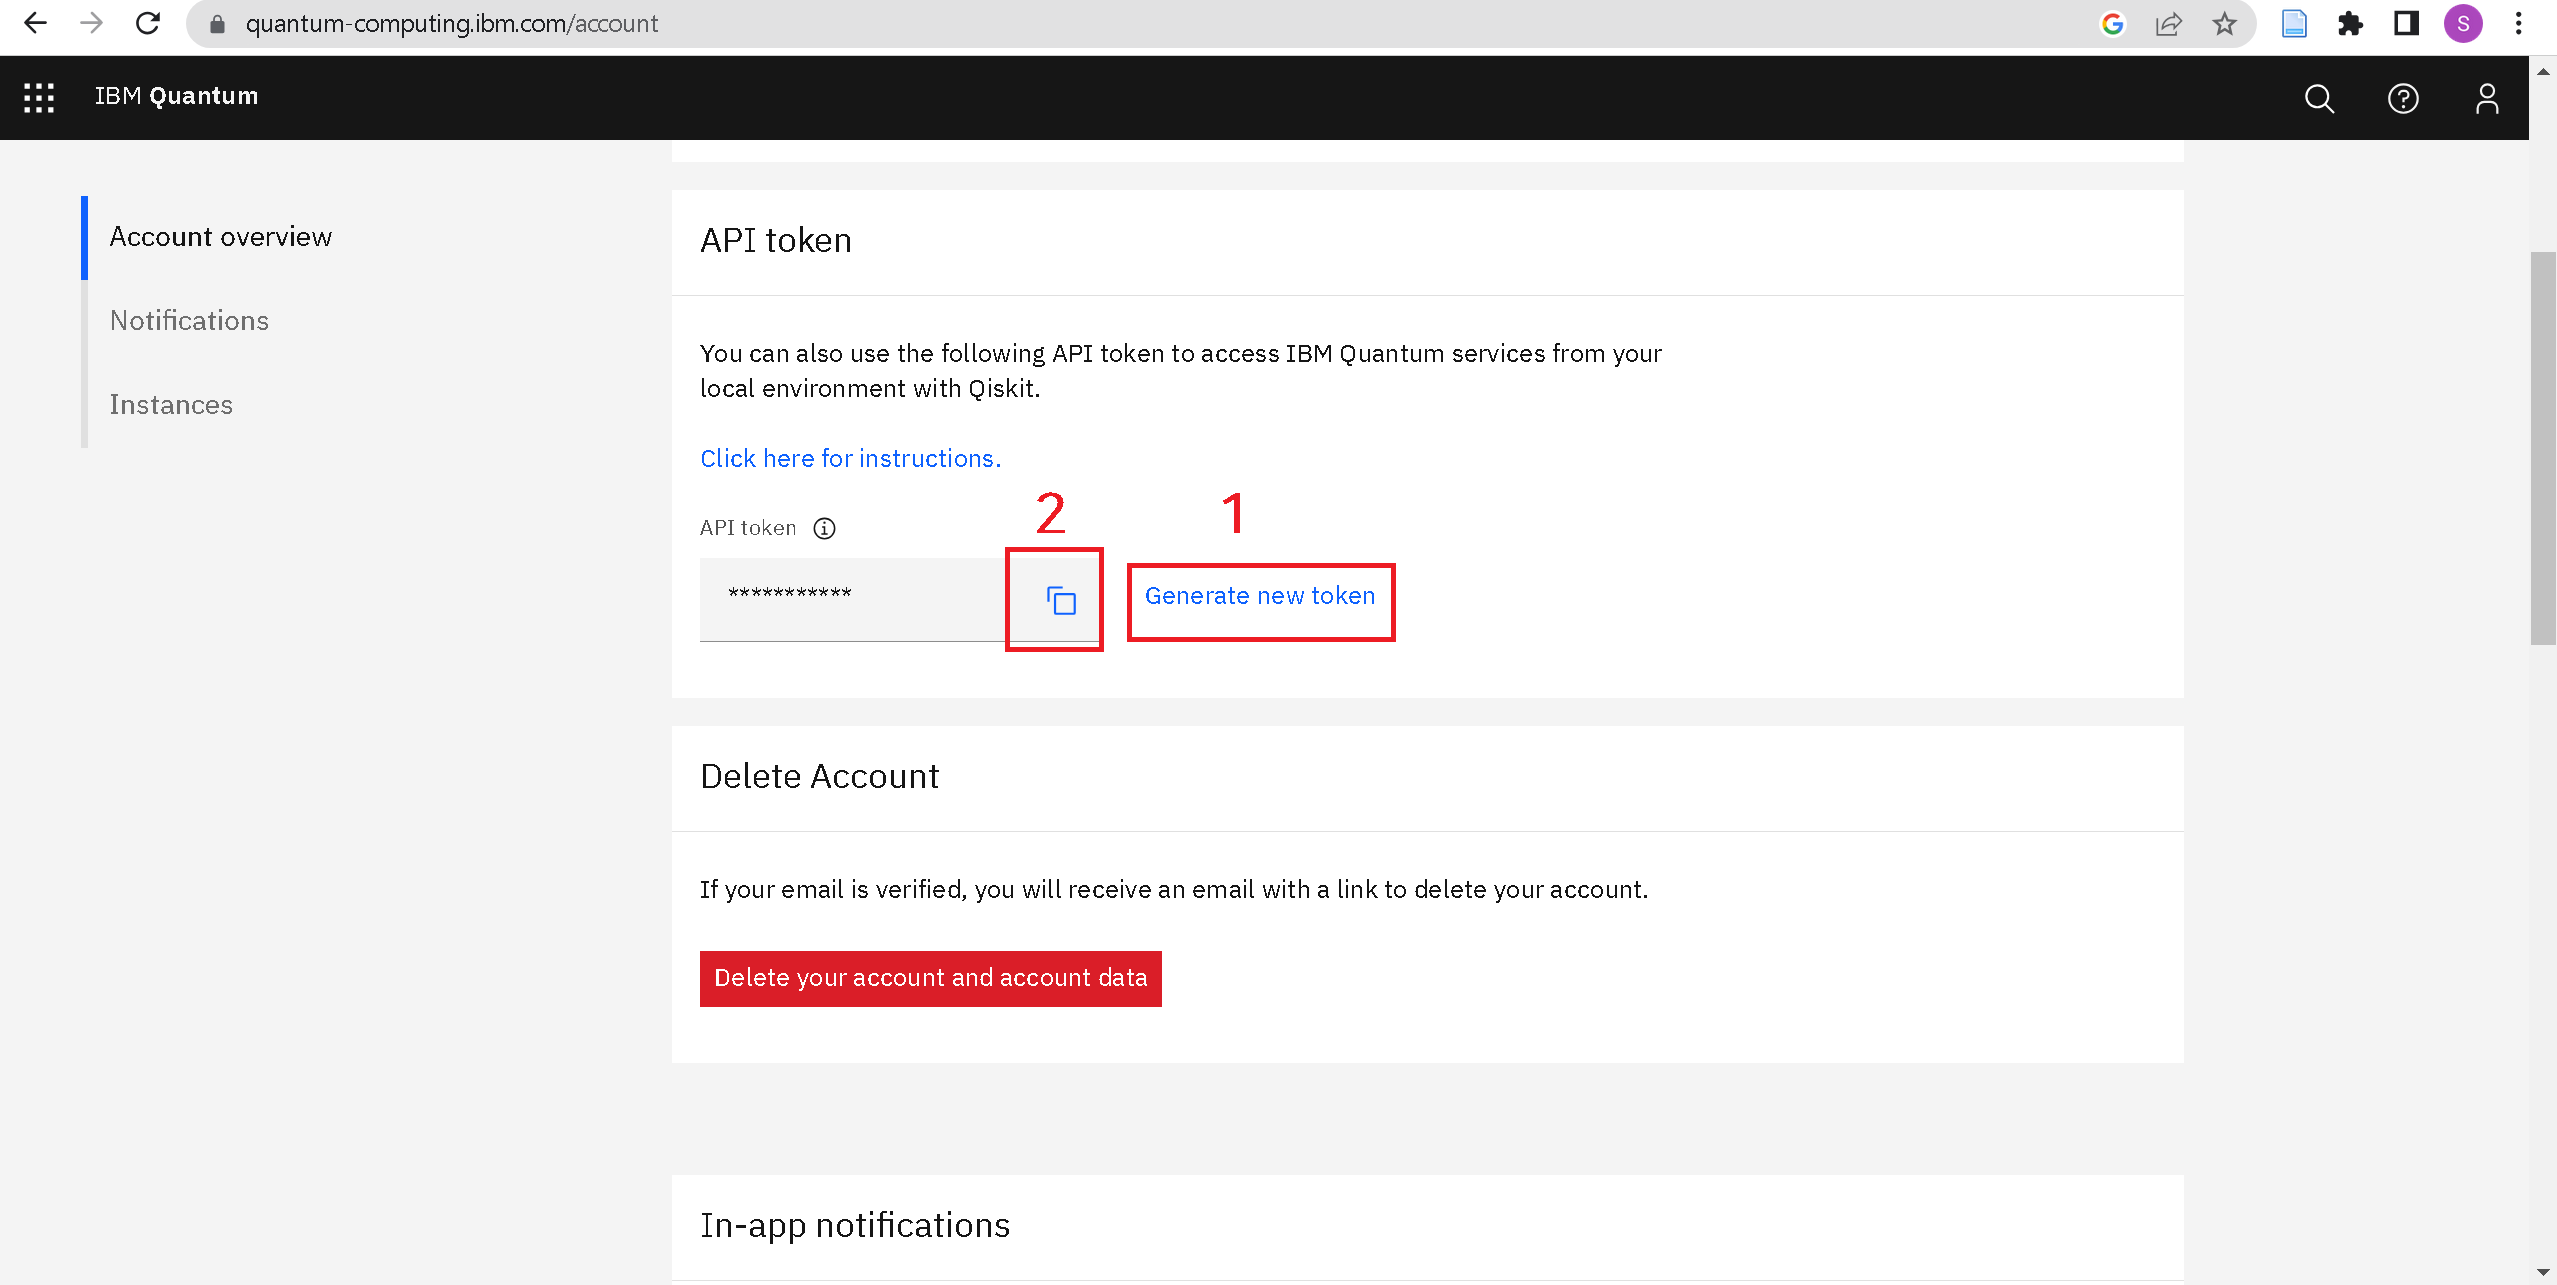 quantum-computing.ibm.com/account
S
IBM Quantum
Account overview
Notifications
Instances
API token
You can also use the following API token to access IBM Quantum services from your
local environment with Qiskit.
Click here for instructions.
2
1
API token
***********
Generate new token
Delete Account
If your email is verified, you will receive an email with a link to delete your account.
Delete your account and account data
In-app notifications